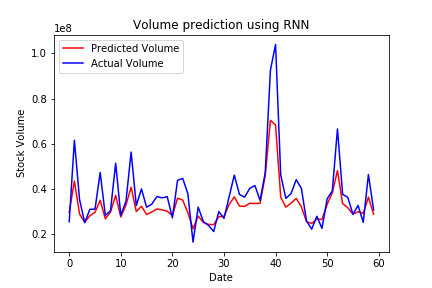 Volume prediction using RNN
1e8
Predicted Volume
Actual Volume
1.0
0.8
0.6
0.4
0.2
Stock Volume
0 10 20 30 40 50 60
Date